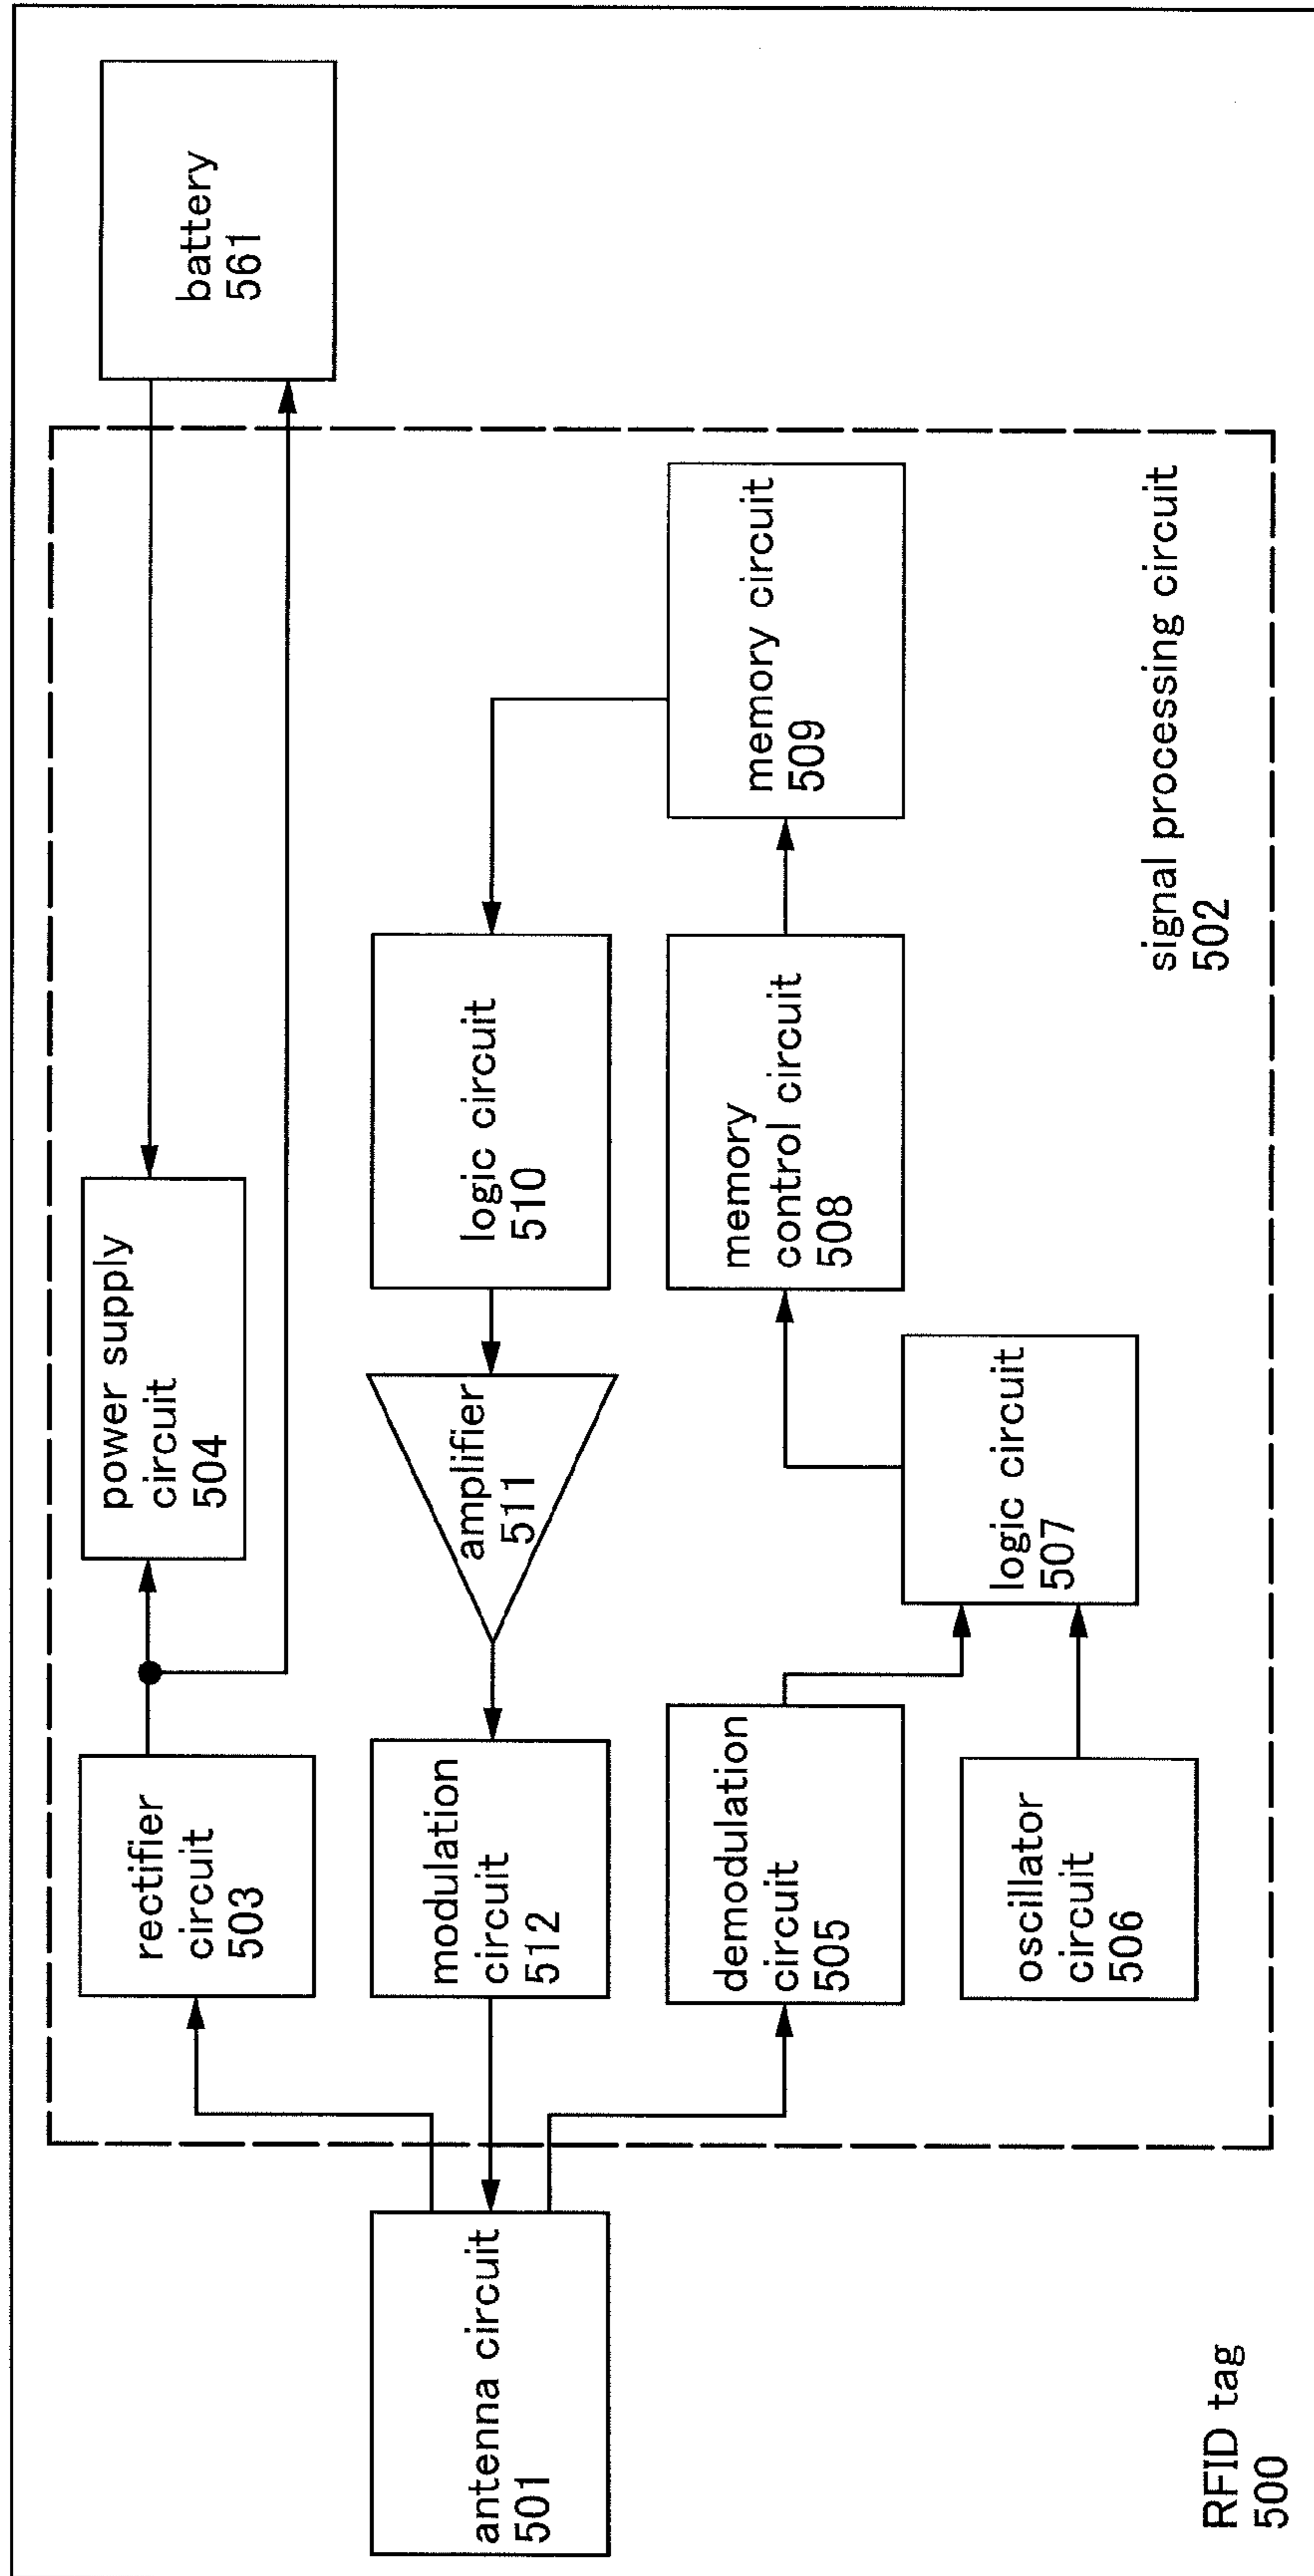 battery
561
power supply
circuit
504
rectifier
circuit
503
logic circuit
510
amplifier
511
modulation
circuit
512
antenna circuit
501
memory circuit
509
memory
control circuit
508
logic circuit
507
demodulation
circuit
505
oscillator
circuit
506
signal processing circuit
502
RFID tag
500